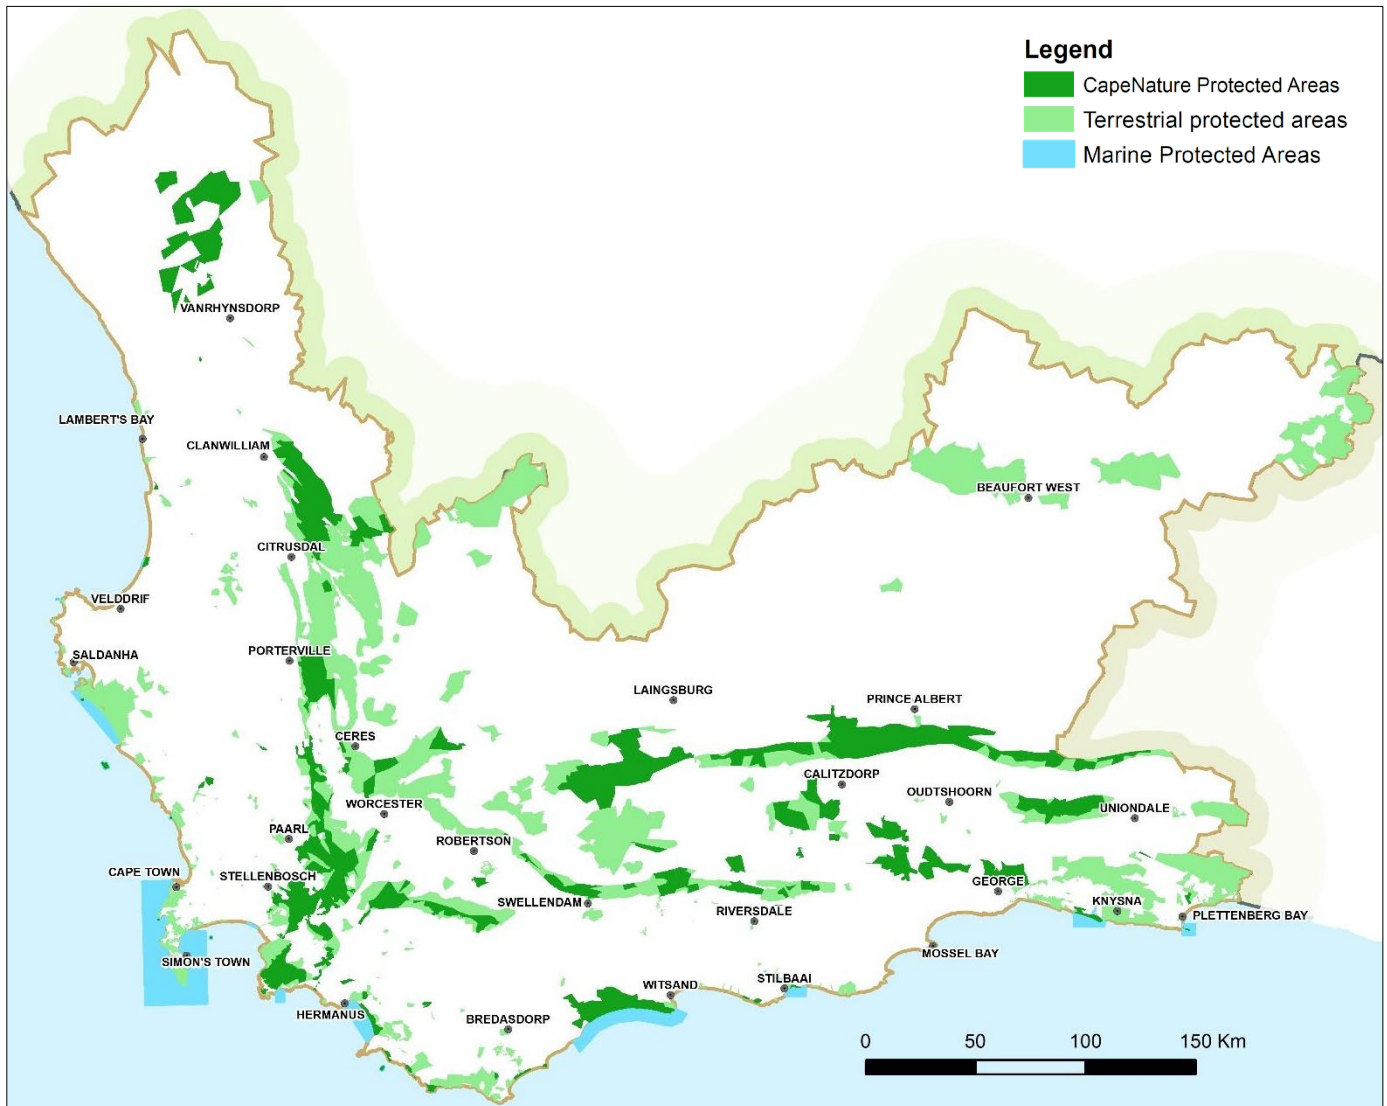 Legend
CapeNature Protected Areas
Terrestrial protected areas
Marine Protected Areas
VANRHYNSDORP
LAMBERT'S BAY
CLANWILLIAM
BEAUFORT WEST
CITRUSDAL
VELDDRIF
SALDANHA
PORTERVILLE
LAINGSBURG
PRINCE ALBERT
CERES
CALITZDORP
OUDTSHOORN
WORCESTER
UNIONDALE
PAARL
ROBERTSON
CAPE TOWN
STELLENBOSCH
GEORGE
SWELLENDAM
KNYSNA
RIVERSDALE
PLETTENBERG BAY
MOSSEL BAY
SIMON'S TOWN
STILBAAI
WITSAND
HERMANUS
BREDASDORP
0 50 100 150 Km